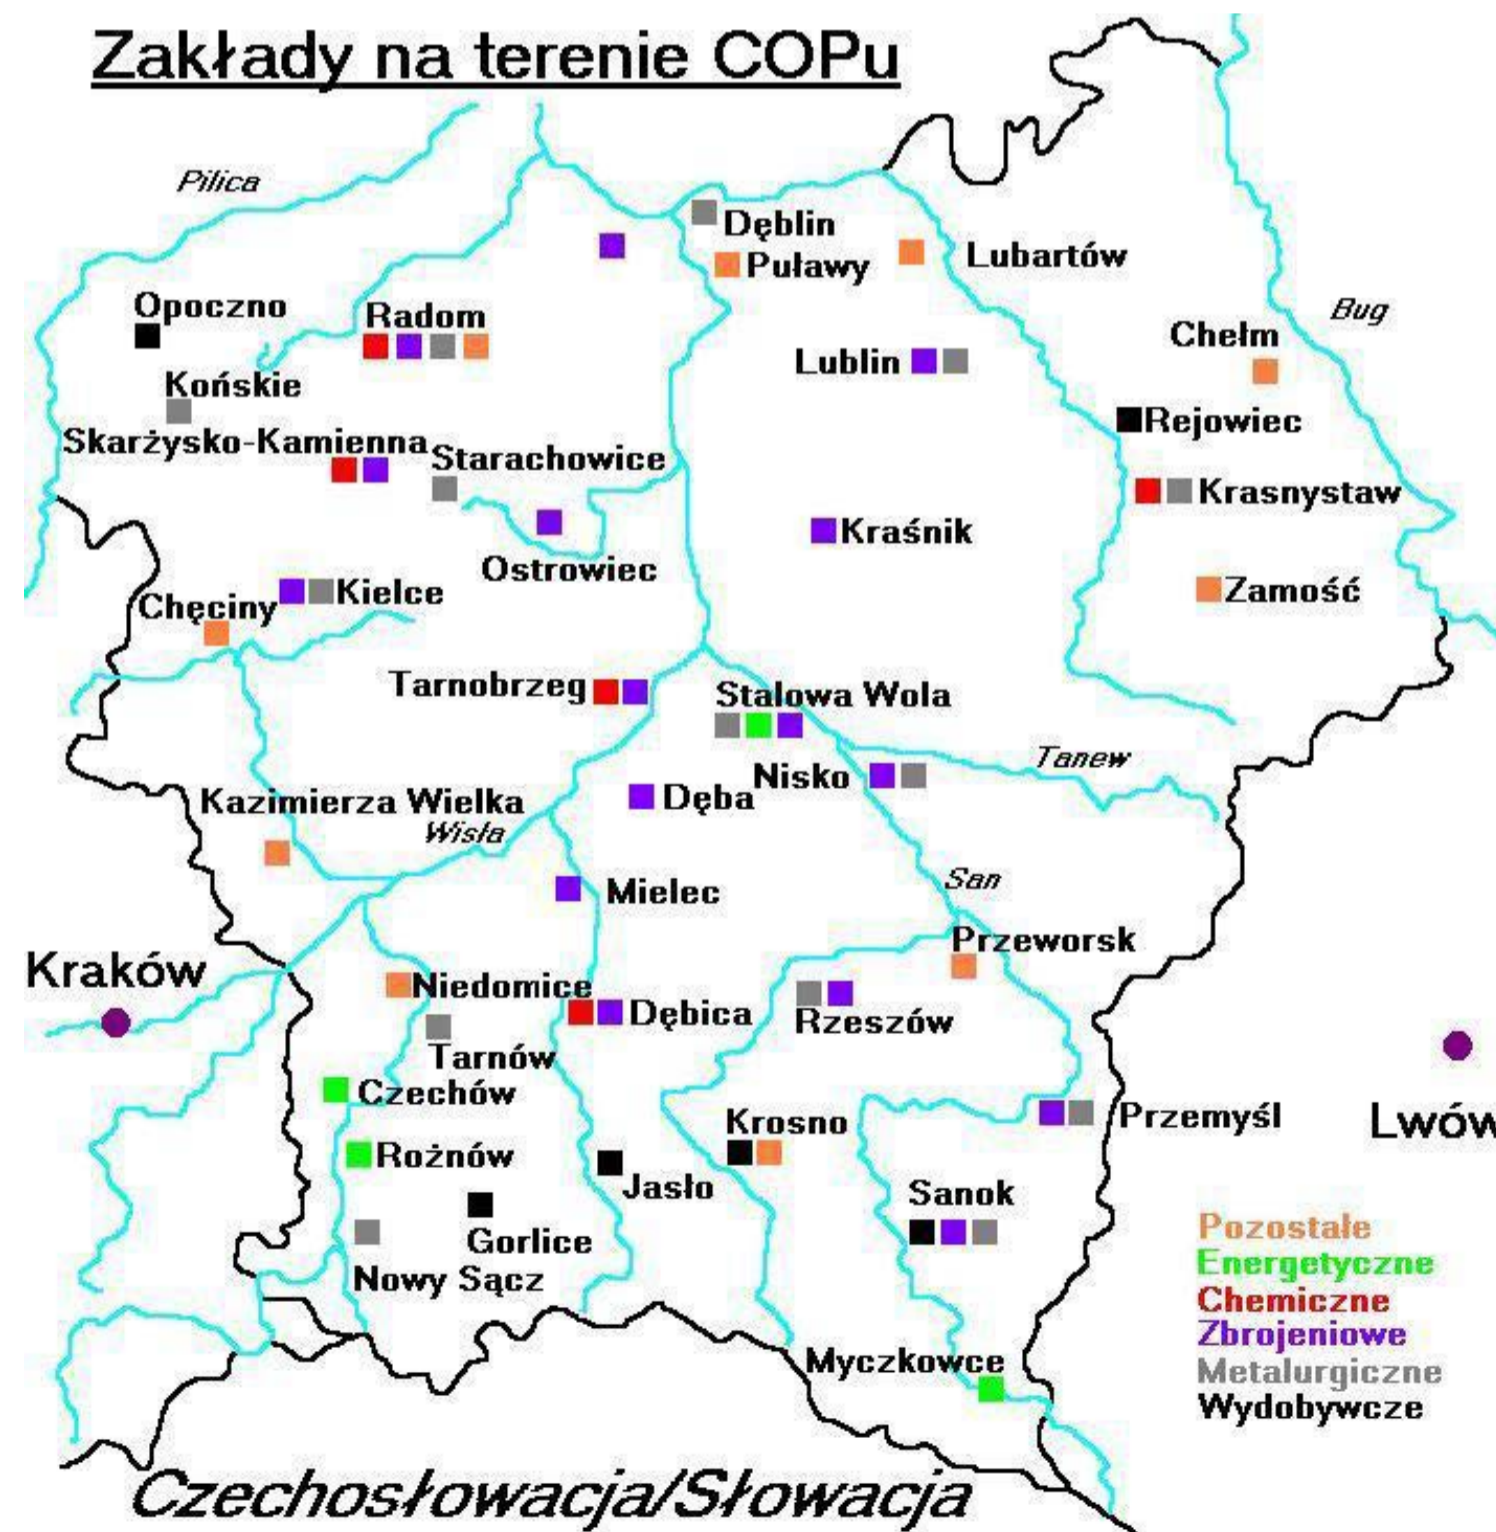 Zakłady na terenie COPu
Pilica
Dęblin
Puławy
Lubartów
Opoczno
Radom
Bug
Chełm
Lublin
Końskie
Rejowiec
Skarżysko-Kamienna
Starachowice
Krasnystaw
Kraśnik
Ostrowiec
Kielce
Chęciny
Zamość
Tarnobrzeg
Stalowa Wola
Tanew
Nisko
Dęba
Kazimierza Wielka
Wisła
San
Mielec
Przeworsk
Kraków
Niedomice
Dębica
Rzeszów
Tarnów
Czechów
Krosno
Przemyśl
Lwów
Rożnów
Jasło
Sanok
Gorlice
Nowy Sącz
Pozostałe
Energetyczne
Chemiczne
Zbrojeniowe
Myczkowce
Metalurgiczne
Wydobywcze
Czechosłowacja/Słowacja